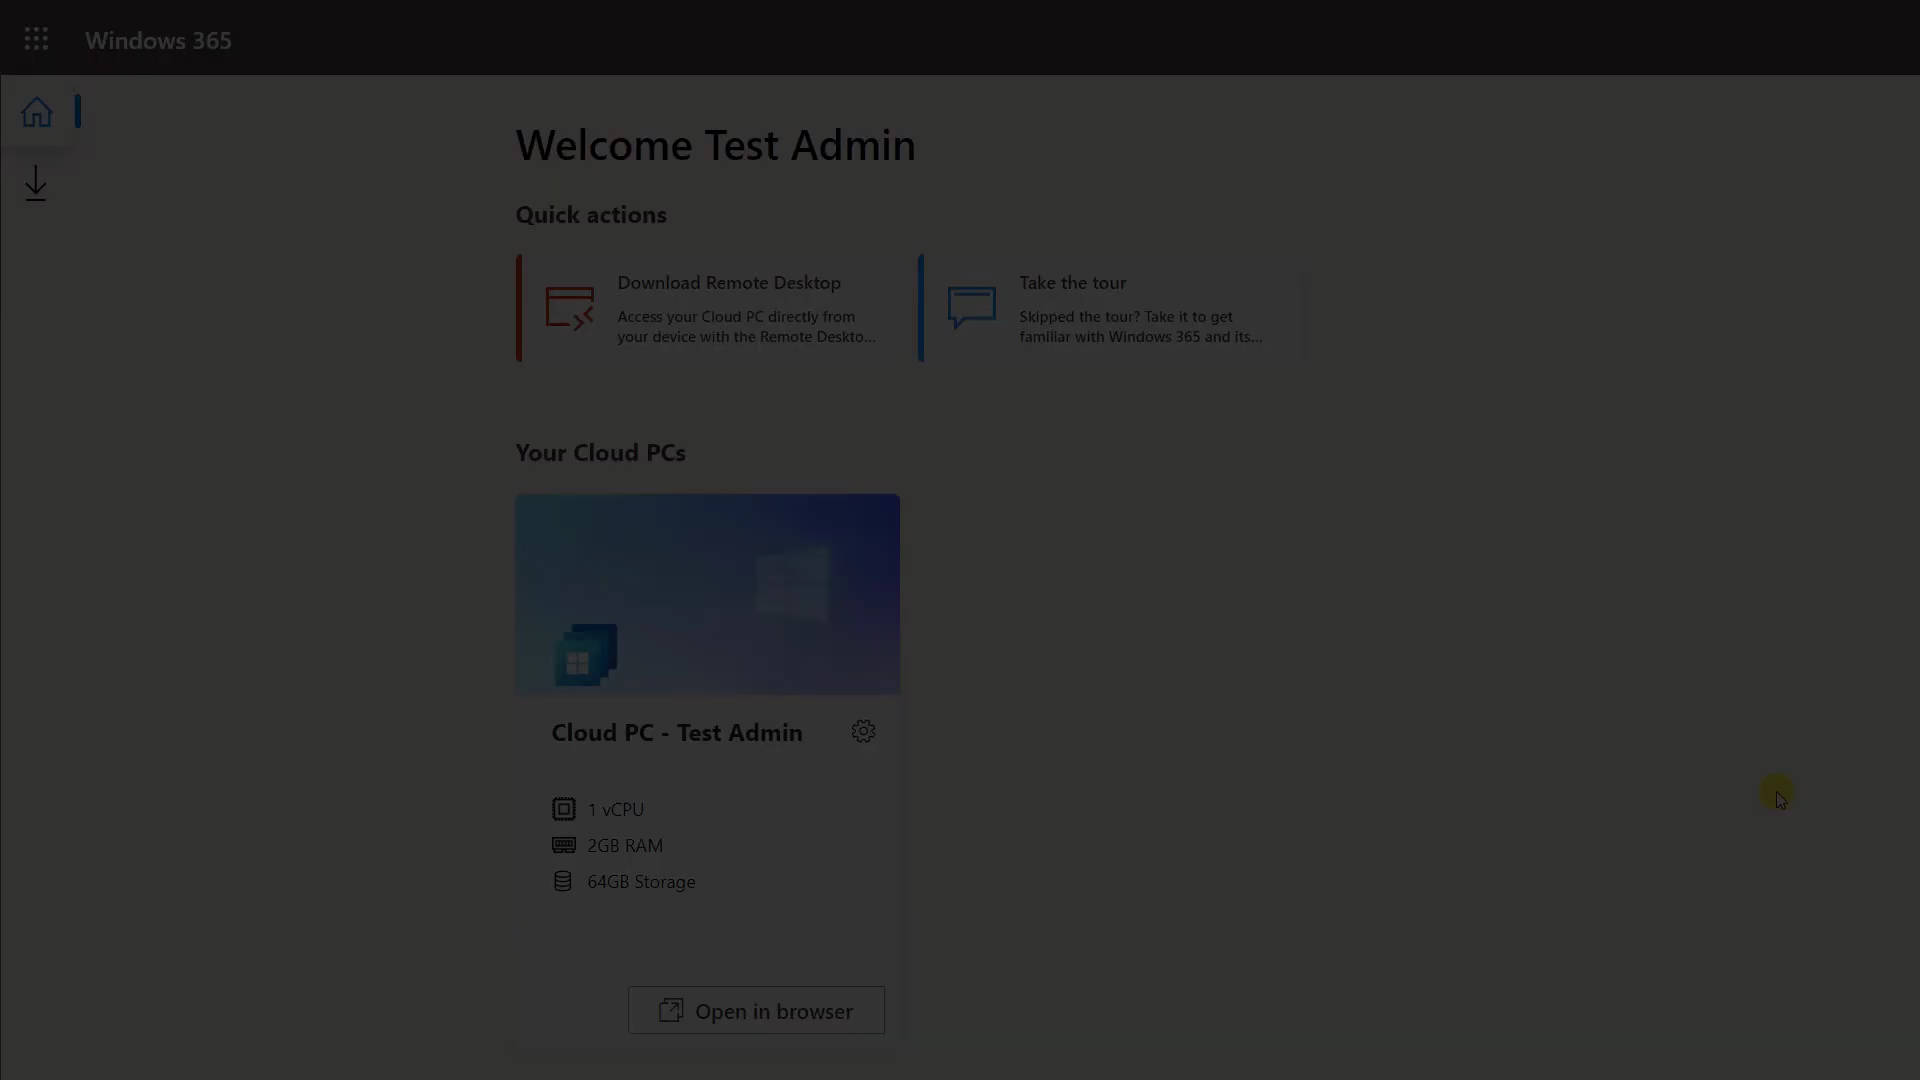 Windows 365
Welcome Test Admin
Quick actions
Download Remote Desktop
Access your Cloud PC directly from
your device with the Remote Deskto...
Take the tour
Skipped the tour? Take it to get
familiar with Windows 365 and its...
Your Cloud PCs
Cloud PC - Test Admin
1 vCPU
2GB RAM
64GB Storage
Open in browser